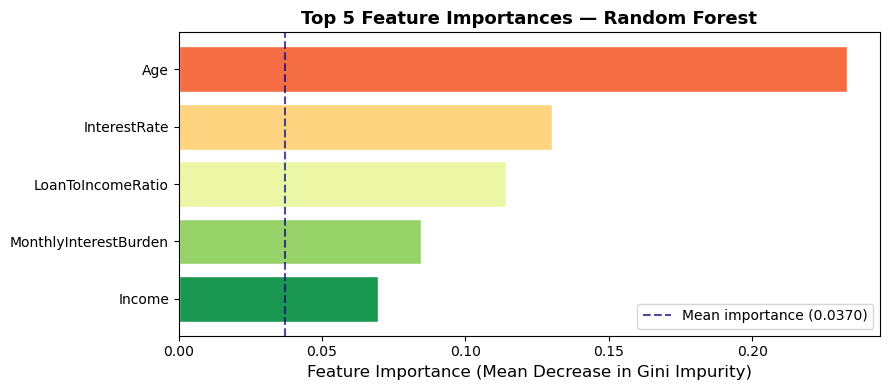 Top 5 Feature Importances — Random Forest
Age
InterestRate
LoanToIncomeRatio
MonthlyInterestBurden
Income
Mean importance (0.0370)
0.00 0.05 0.10 0.15 0.20
Feature Importance (Mean Decrease in Gini Impurity)